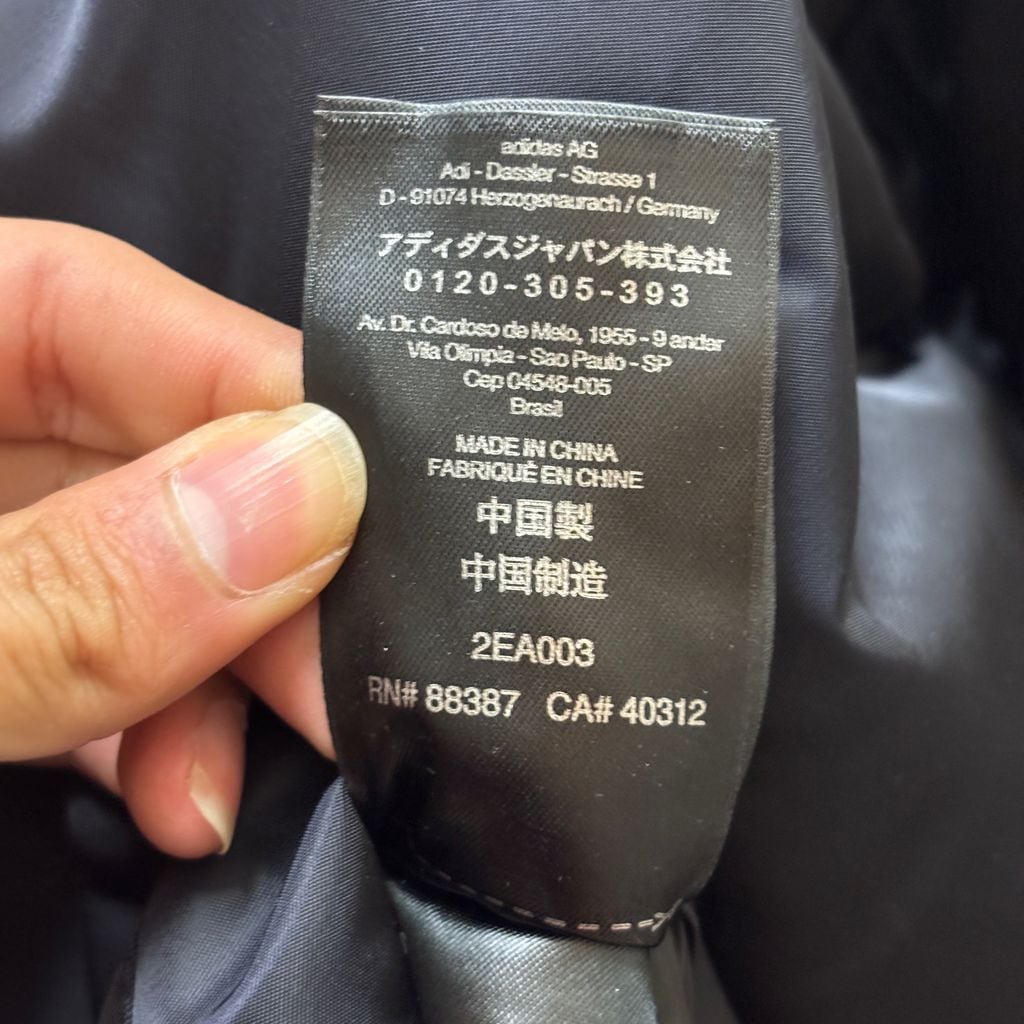 adidas AG
Adi - Dassler - Strasse 1
D - 91074 Herzogenaurach / Germany
アディダスジャパン株式会社
0120-305-393
Av. Dr. Cardoso de Melo, 1955 - 9 andar
Vila Olimpia - Sao Paulo - SP
Cep 04548-005
Brasil
MADE IN CHINA
FABRIQUÉ EN CHINE
中国製
中国制造
2EA003
RN# 88387 CA# 40312